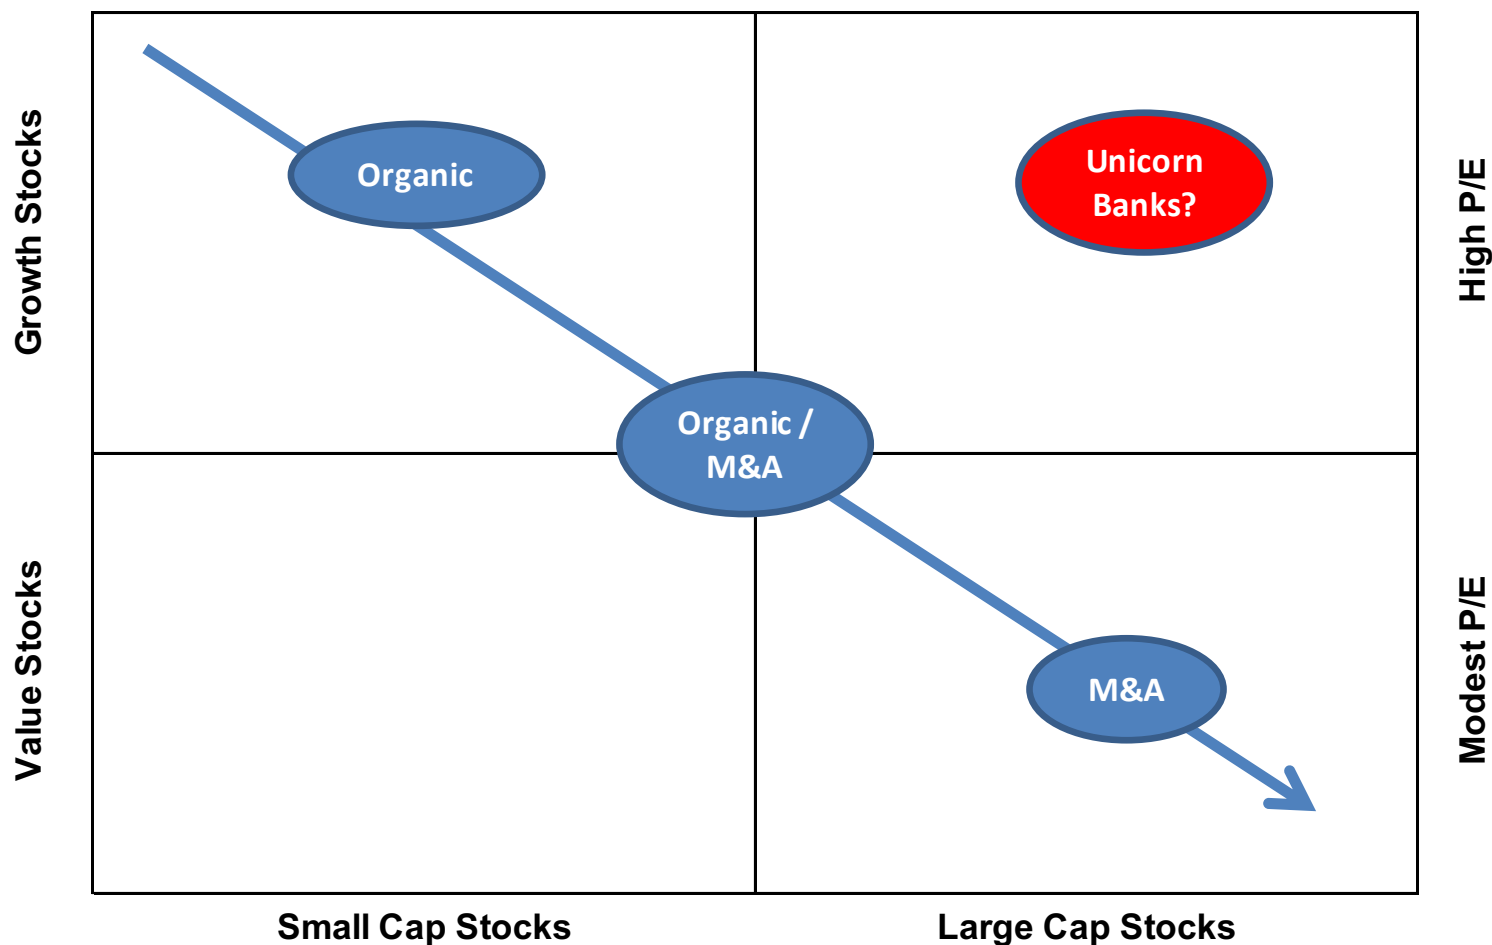 Growth Stocks
Value Stocks
Organic
Unicorn
Banks?
Organic /
M&A
M&A
High P/E
Modest P/E
Small Cap Stocks
Large Cap Stocks